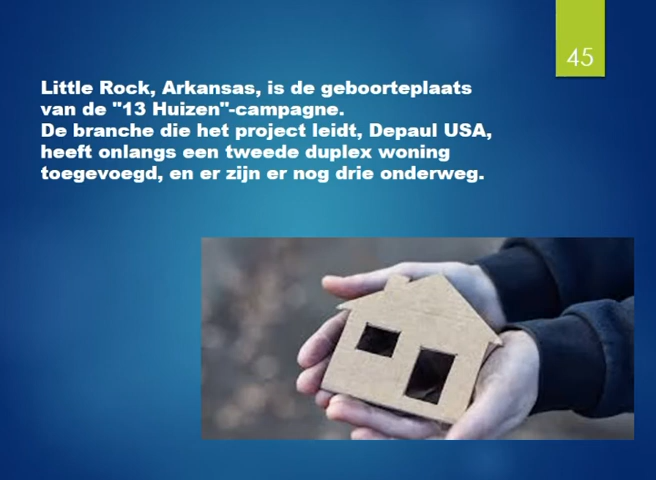 45
Little Rock, Arkansas, is de geboorteplaats
van de "13 Huizen"-campagne.
De branche die het project leidt, Depaul USA,
heeft onlangs een tweede duplex woning
toegevoegd, en er zijn er nog drie onderweg.